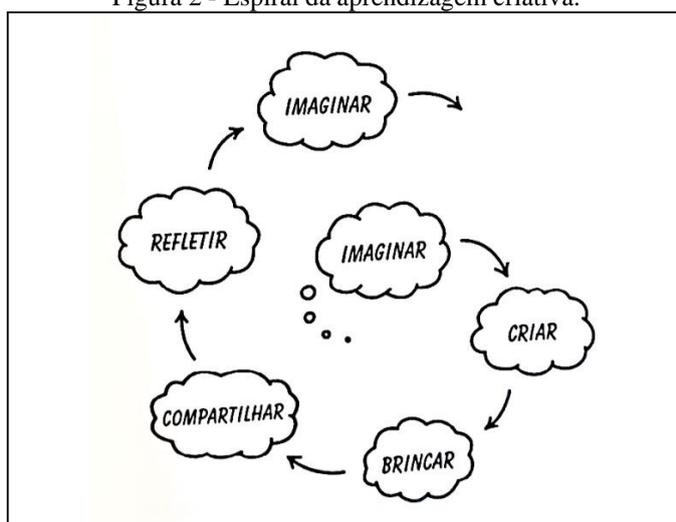 Figura 2 - Espiral da aprendizagem criativa.
IMAGINAR
IMAGINAR
REFLETIR
CRIAR
COMPARTILHAR
BRINCAR